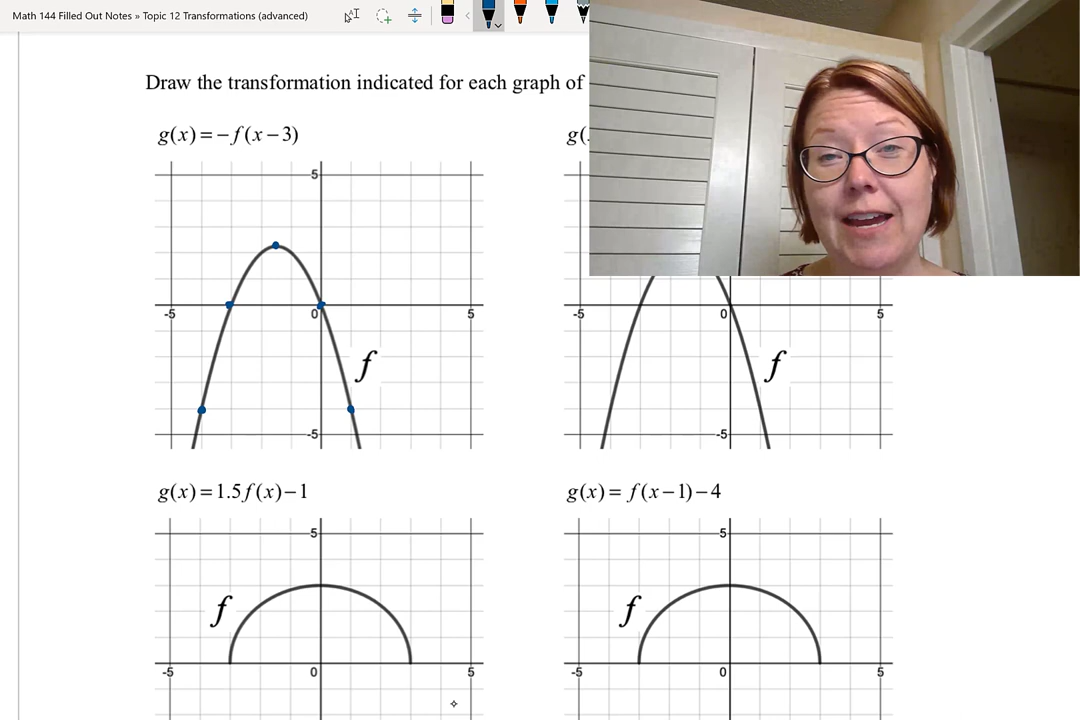 Math 144 Filled Out Notes » Topic 12 Transformations (advanced)
Draw the transformation indicated for each graph of
g(x)=−f(x−3)
g(
5
-5
0
5
-5
f
-5
0
5
-5
f
g(x)=1.5f(x)−1
g(x)=f(x−1)−4
5
f
-5
0
5
5
f
-5
0
5